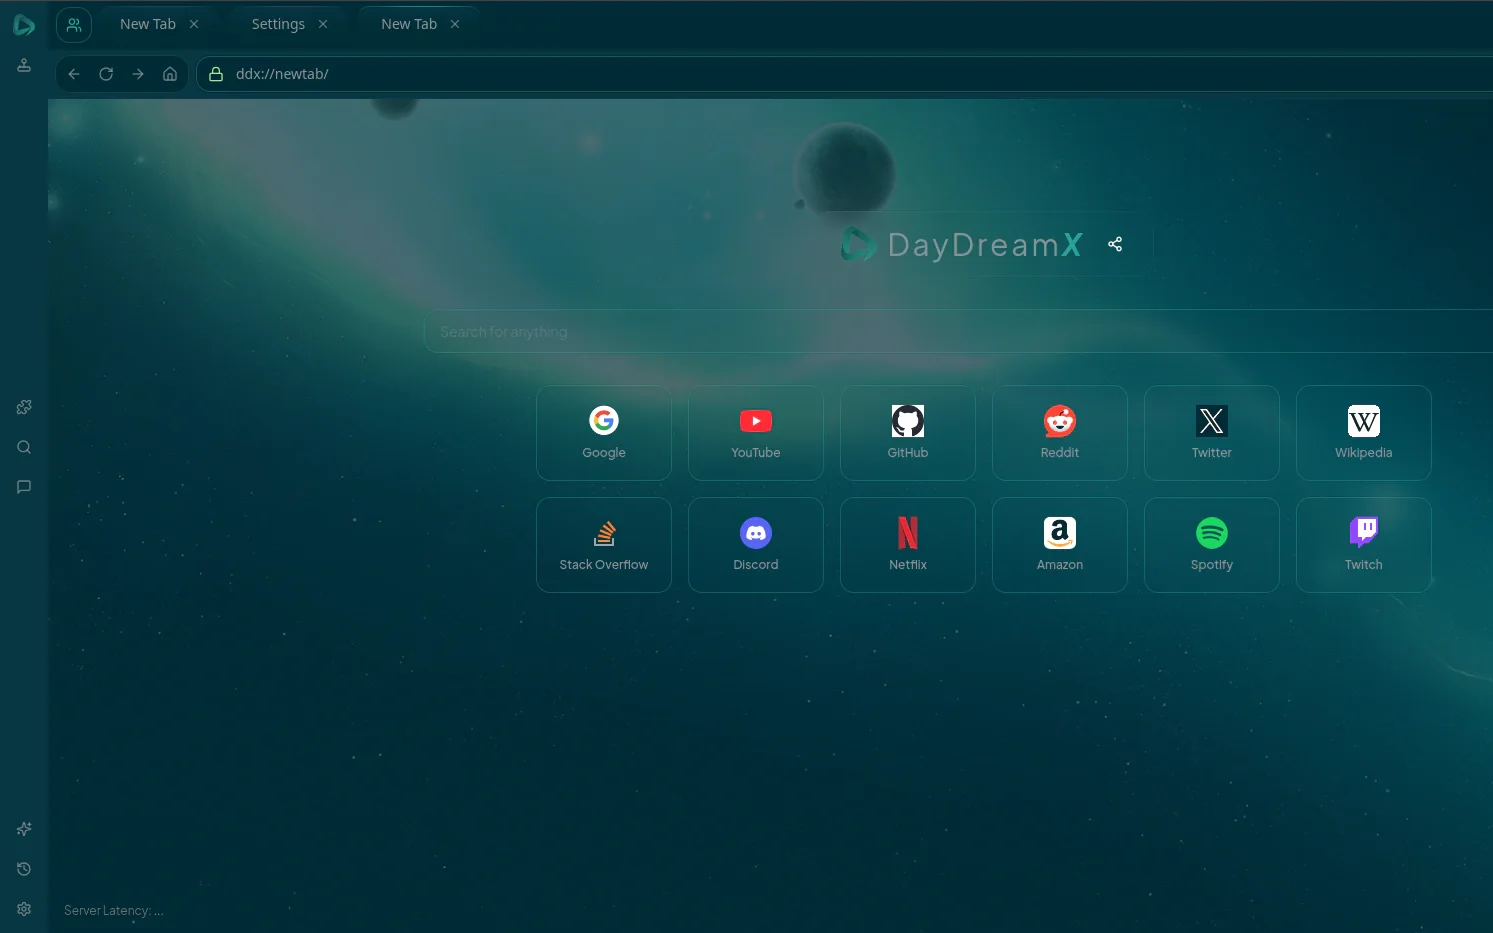 New Tab
Settings
New Tab
ddx://newtab/
DayDreamX
Search for anything
Google
YouTube
GitHub
Reddit
Twitter
Wikipedia
Stack Overflow
Discord
Netflix
Amazon
Spotify
Twitch
Server Latency: ...